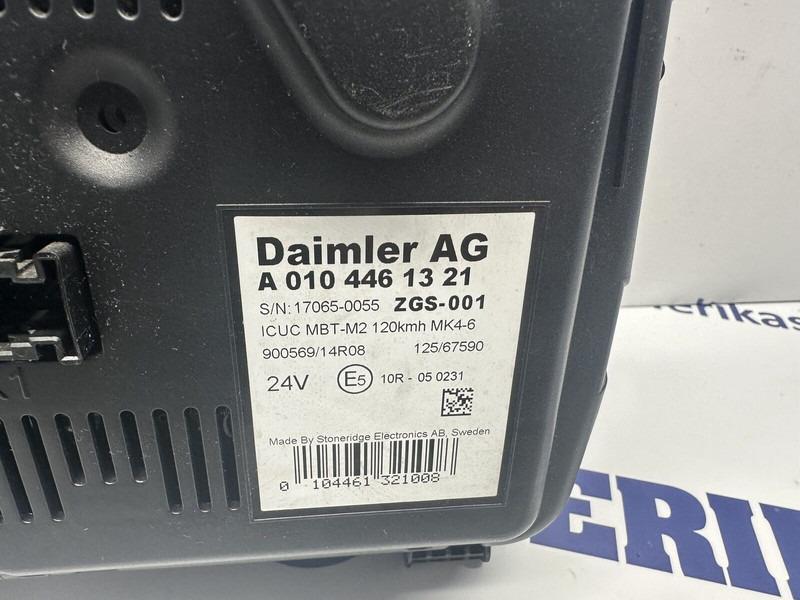 Daimler AG
A 010 446 13 21
S/N: 17065-0055 ZGS-001
ICUC MBT-M2 120kmh MK4-6
900569/14R08 125/67590
24V E5 10R - 05 0231
Made By Stoneridge Electronics AB, Sweden
0 104461 321008